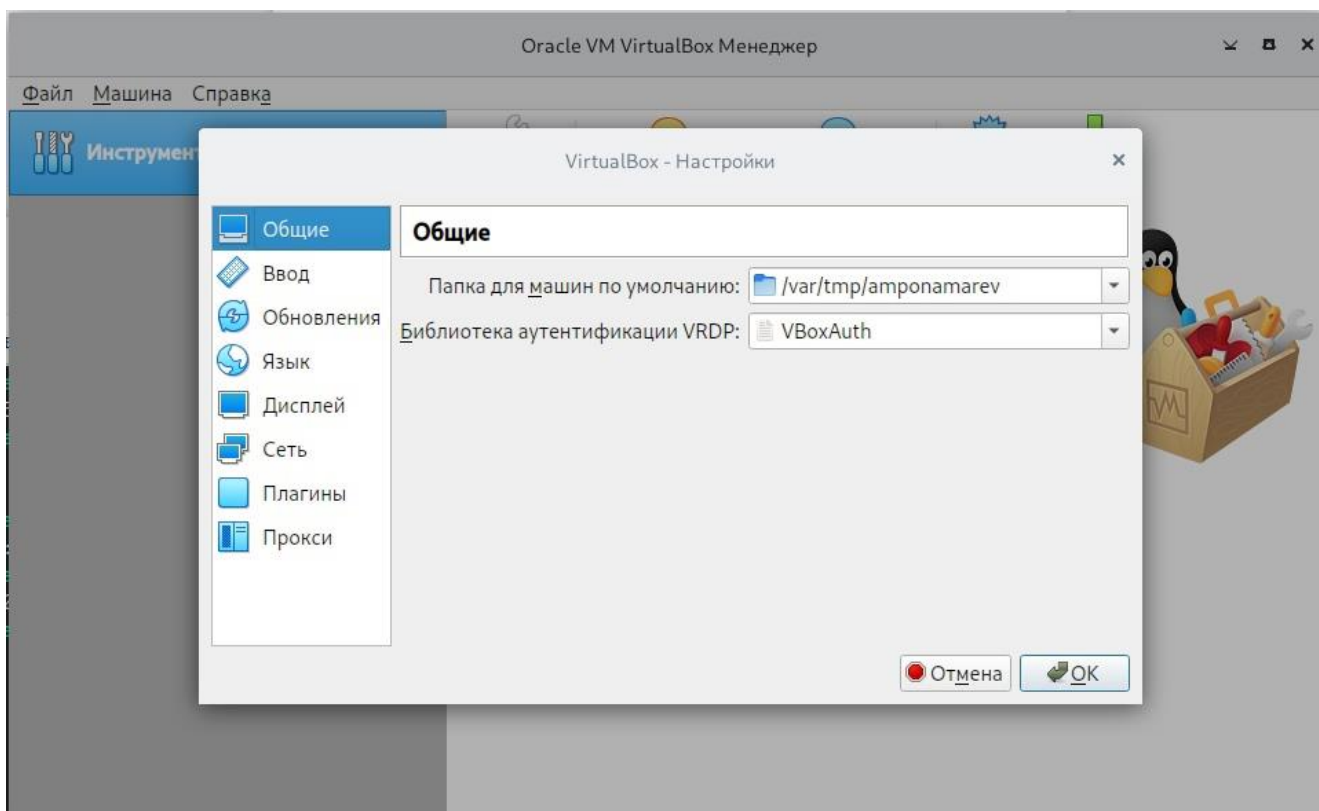 Oracle VM VirtualBox Менеджер
Файл Машина Справка
VirtualBox - Настройки
Общие
Ввод
Обновления
Язык
Дисплей
Сеть
Плагины
Прокси
Общие
Папка для машин по умолчанию: /var/tmp/amponamarev
Библиотека аутентификации VRDP: VBoxAuth
Отмена OK